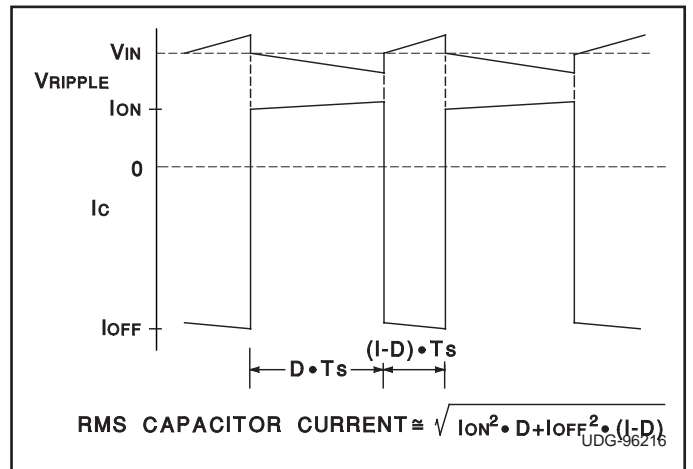 VIN
VRIPPLE
ION
0
IC
IOFF
(I-D)•TS
D•TS
RMS CAPACITOR CURRENT ≅ √ION²•D+IOFF²•(I-D)
UDG-96216